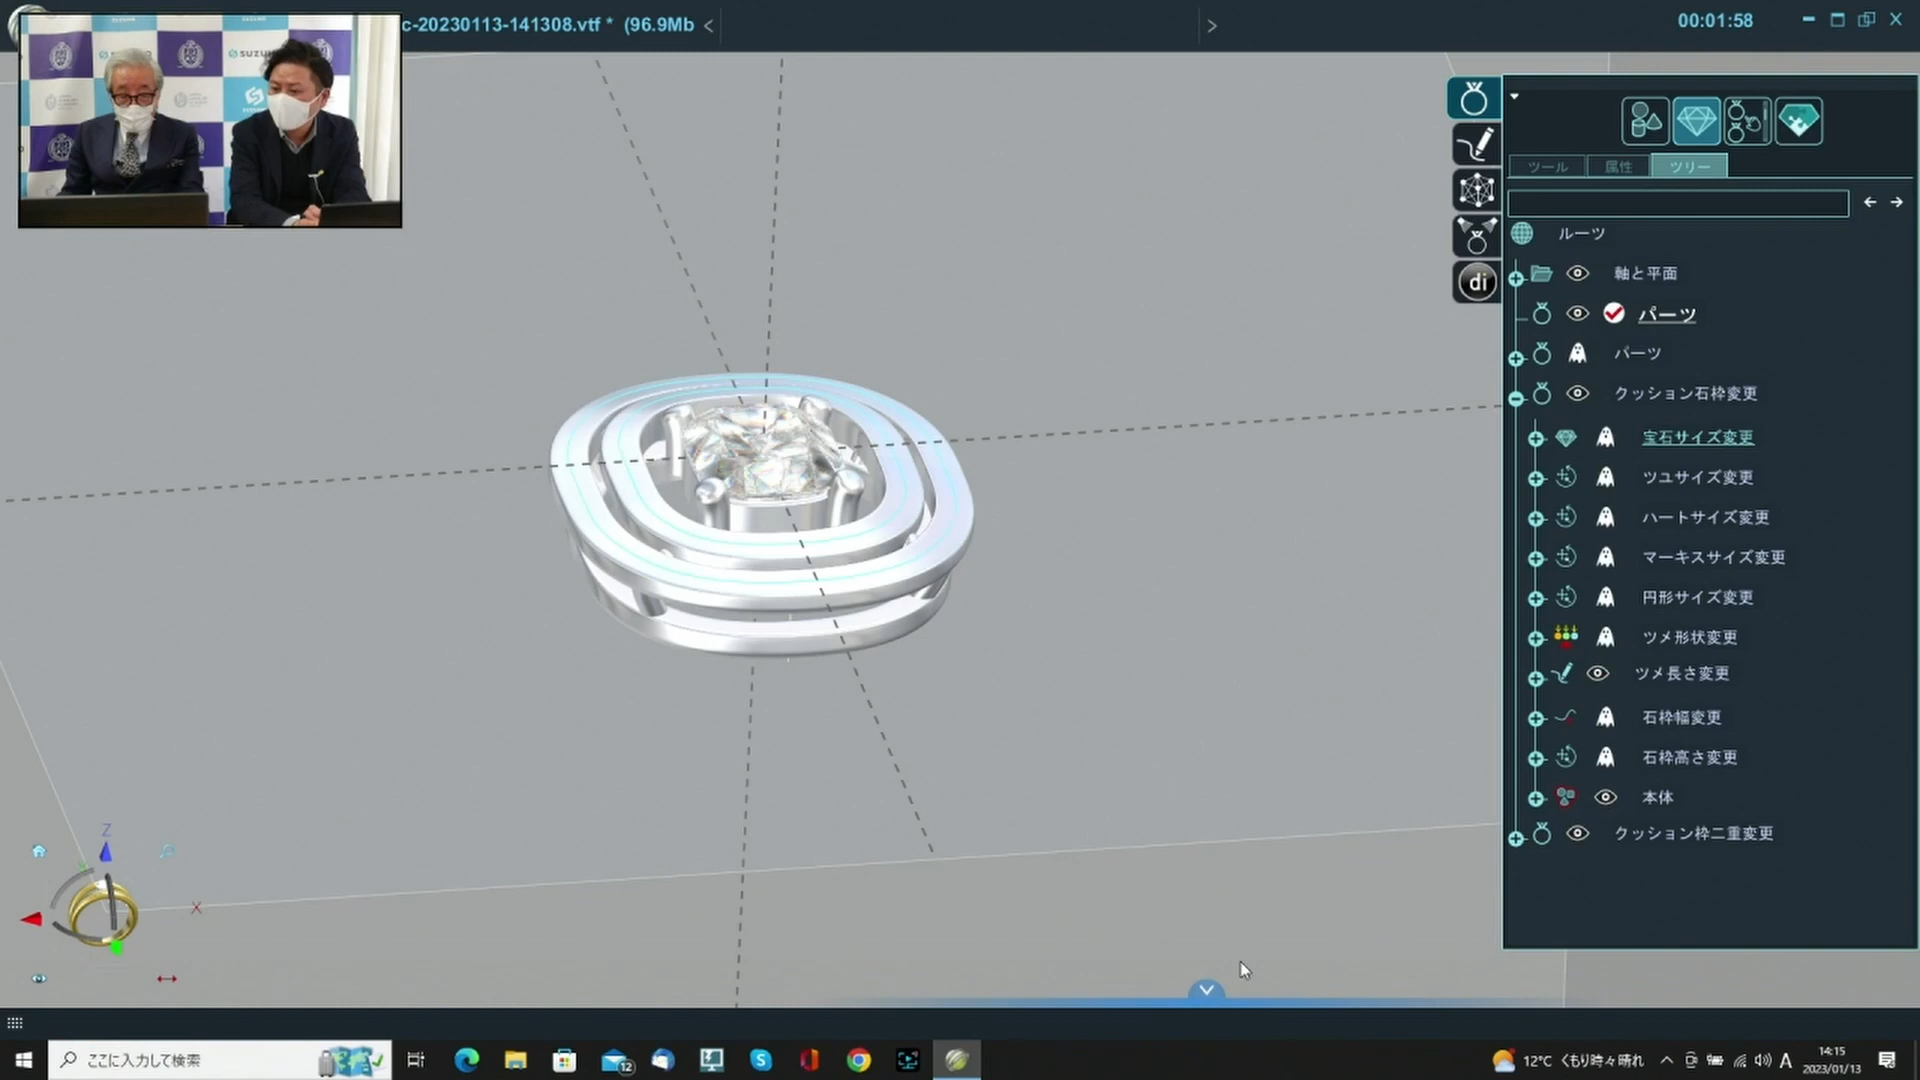 c-20230113-141308.vtf * (96.9Mb
00:01:58
ツール 属性 ツリー
ルーツ
軸と平面
パーツ
パーツ
クッション石枠変更
宝石サイズ変更
ツユサイズ変更
ハートサイズ変更
マーキスサイズ変更
円形サイズ変更
ツメ形状変更
ツメ長さ変更
石枠幅変更
石枠高さ変更
本体
クッション枠二重変更
di
Z
X
ここに入力して検索
12
12°C くもり時々晴れ
A
14:15
2023/01/13